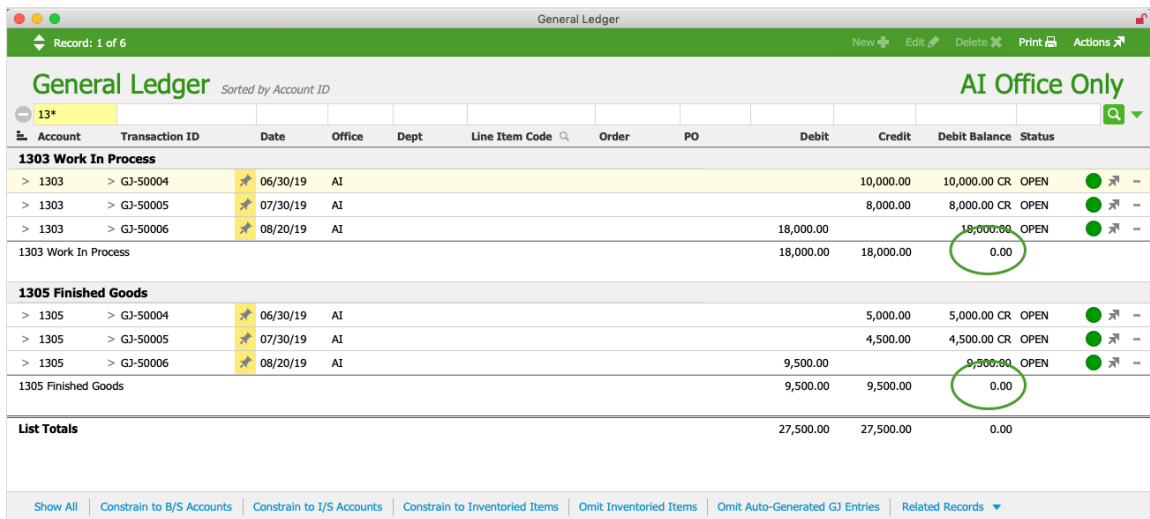 General Ledger
Record: 1 of 6 New Edit Delete Print Actions
General Ledger Sorted by Account ID AI Office Only
13*
Account Transaction ID Date Office Dept Line Item Code Order PO Debit Credit Debit Balance Status
1303 Work In Process
> 1303 > GJ-50004 06/30/19 AI 10,000.00 10,000.00 CR OPEN
> 1303 > GJ-50005 07/30/19 AI 8,000.00 8,000.00 CR OPEN
> 1303 > GJ-50006 08/20/19 AI 18,000.00 18,000.00 OPEN
1303 Work In Process 18,000.00 18,000.00 0.00
1305 Finished Goods
> 1305 > GJ-50004 06/30/19 AI 5,000.00 5,000.00 CR OPEN
> 1305 > GJ-50005 07/30/19 AI 4,500.00 4,500.00 CR OPEN
> 1305 > GJ-50006 08/20/19 AI 9,500.00 9,500.00 OPEN
1305 Finished Goods 9,500.00 9,500.00 0.00
List Totals 27,500.00 27,500.00 0.00
Show All Constrain to B/S Accounts Constrain to I/S Accounts Constrain to Inventoried Items Omit Inventoried Items Omit Auto-Generated GJ Entries Related Records